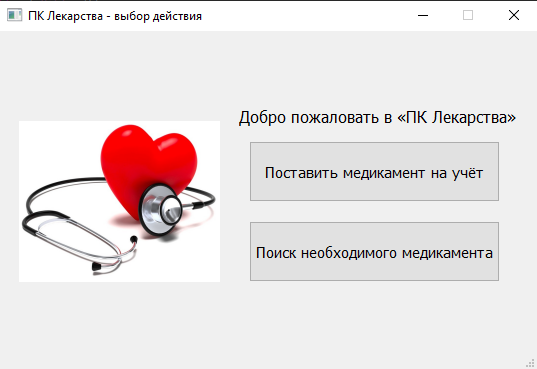 ПК Лекарства - выбор действия
Добро пожаловать в «ПК Лекарства»
Поставить медикамент на учёт
Поиск необходимого медикамента